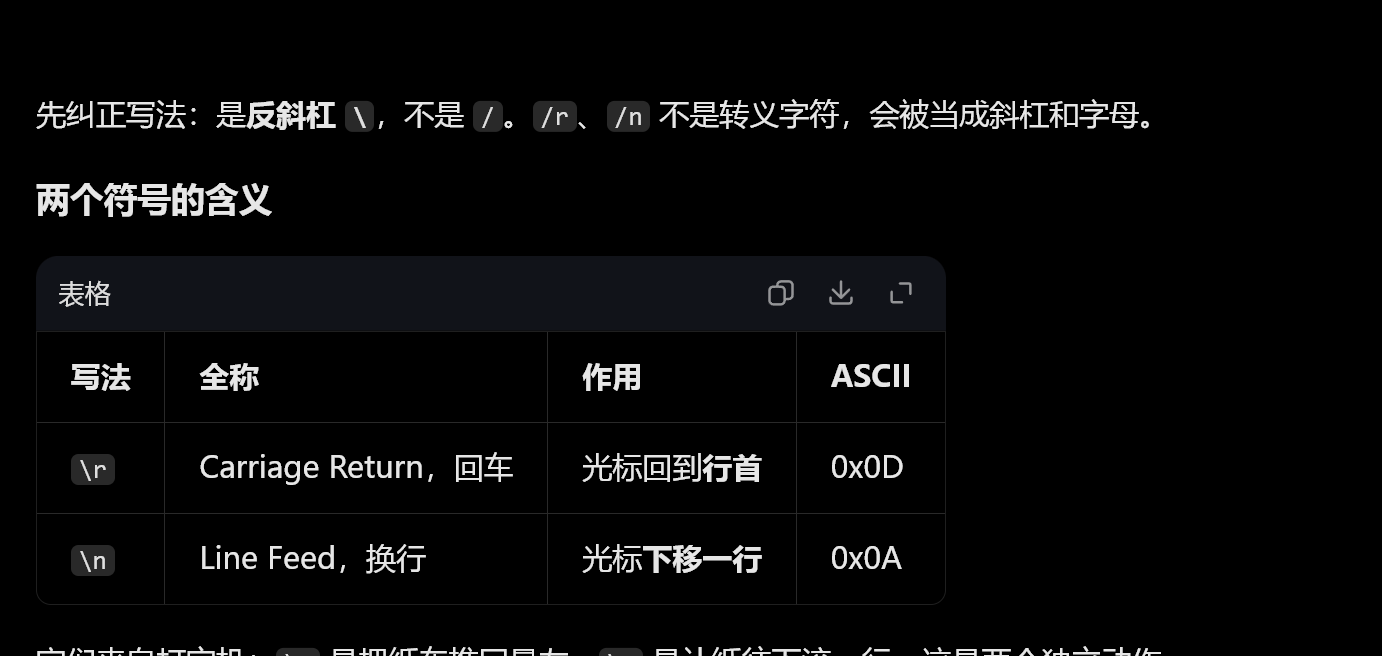 先纠正写法：是反斜杠 \，不是 /。/r、/n 不是转义字符，会被当成斜杠和字母。
两个符号的含义
表格
写法 全称 作用 ASCII
\r Carriage Return，回车 光标回到行首 0x0D
\n Line Feed，换行 光标下移一行 0x0A